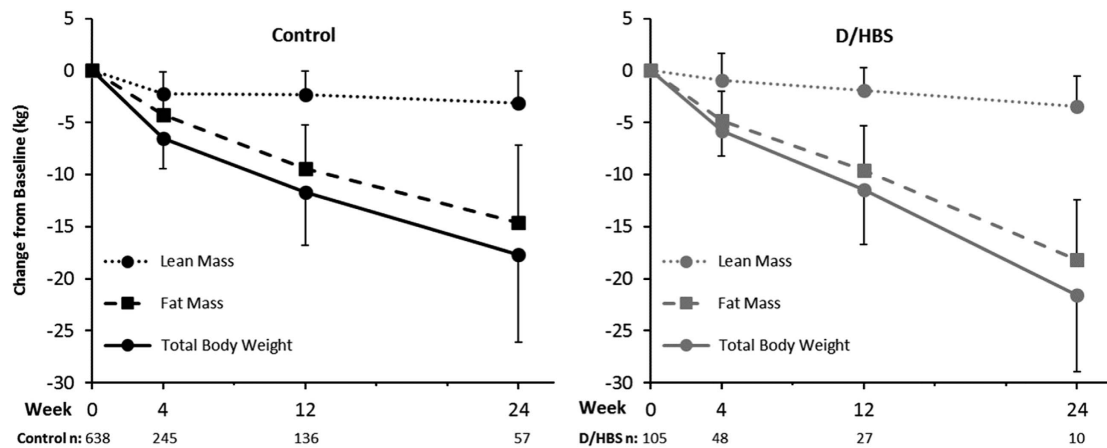 Control
Change from Baseline (kg)
5
0
-5
-10
-15
-20
-25
-30
Lean Mass
Fat Mass
Total Body Weight
Week 0 4 12 24
Control n: 638 245 136 57
D/HBS
5
0
-5
-10
-15
-20
-25
-30
Lean Mass
Fat Mass
Total Body Weight
Week 0 4 12 24
D/HBS n: 105 48 27 10